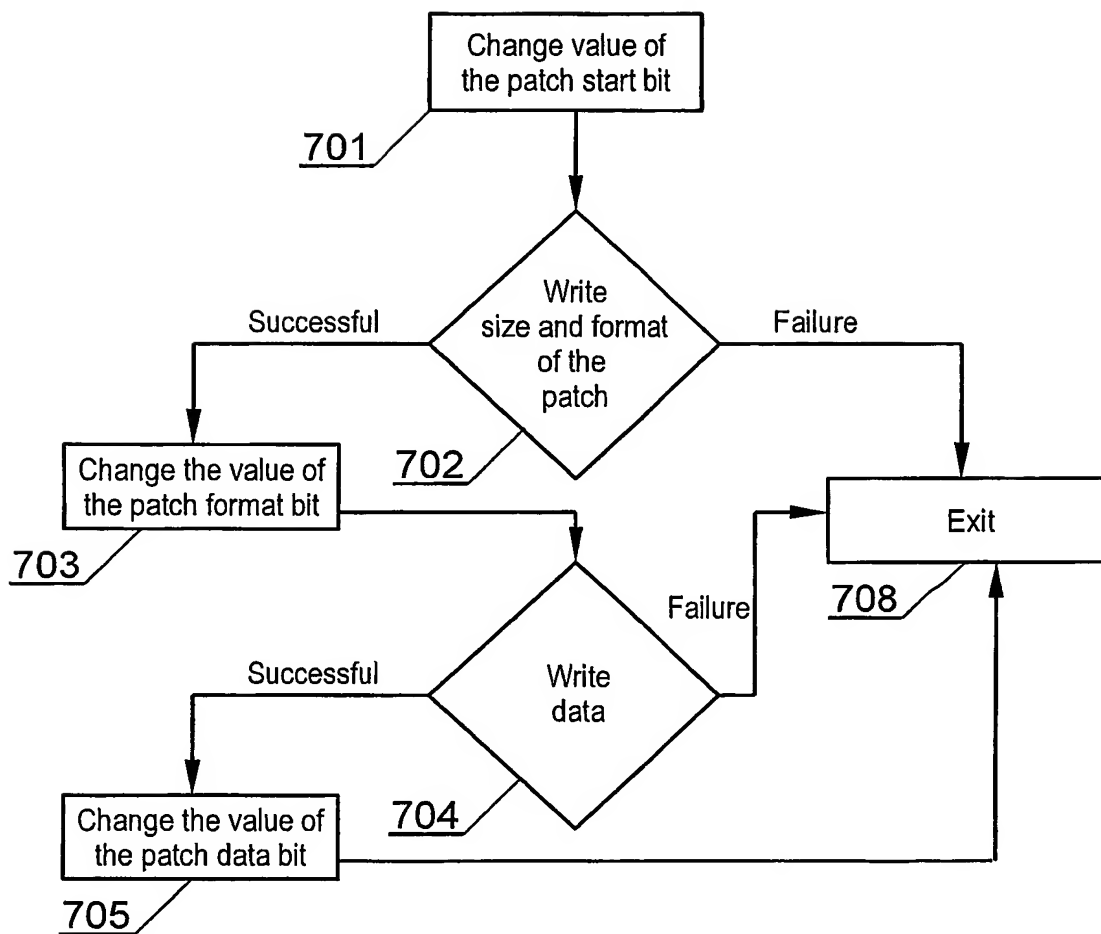 Change value of
the patch start bit
701
Write
size and format
of the
patch
Successful
Failure
702
Change the value of
the patch format bit
703
Exit
708
Failure
Successful
Write
data
704
Change the value of
the patch data bit
705